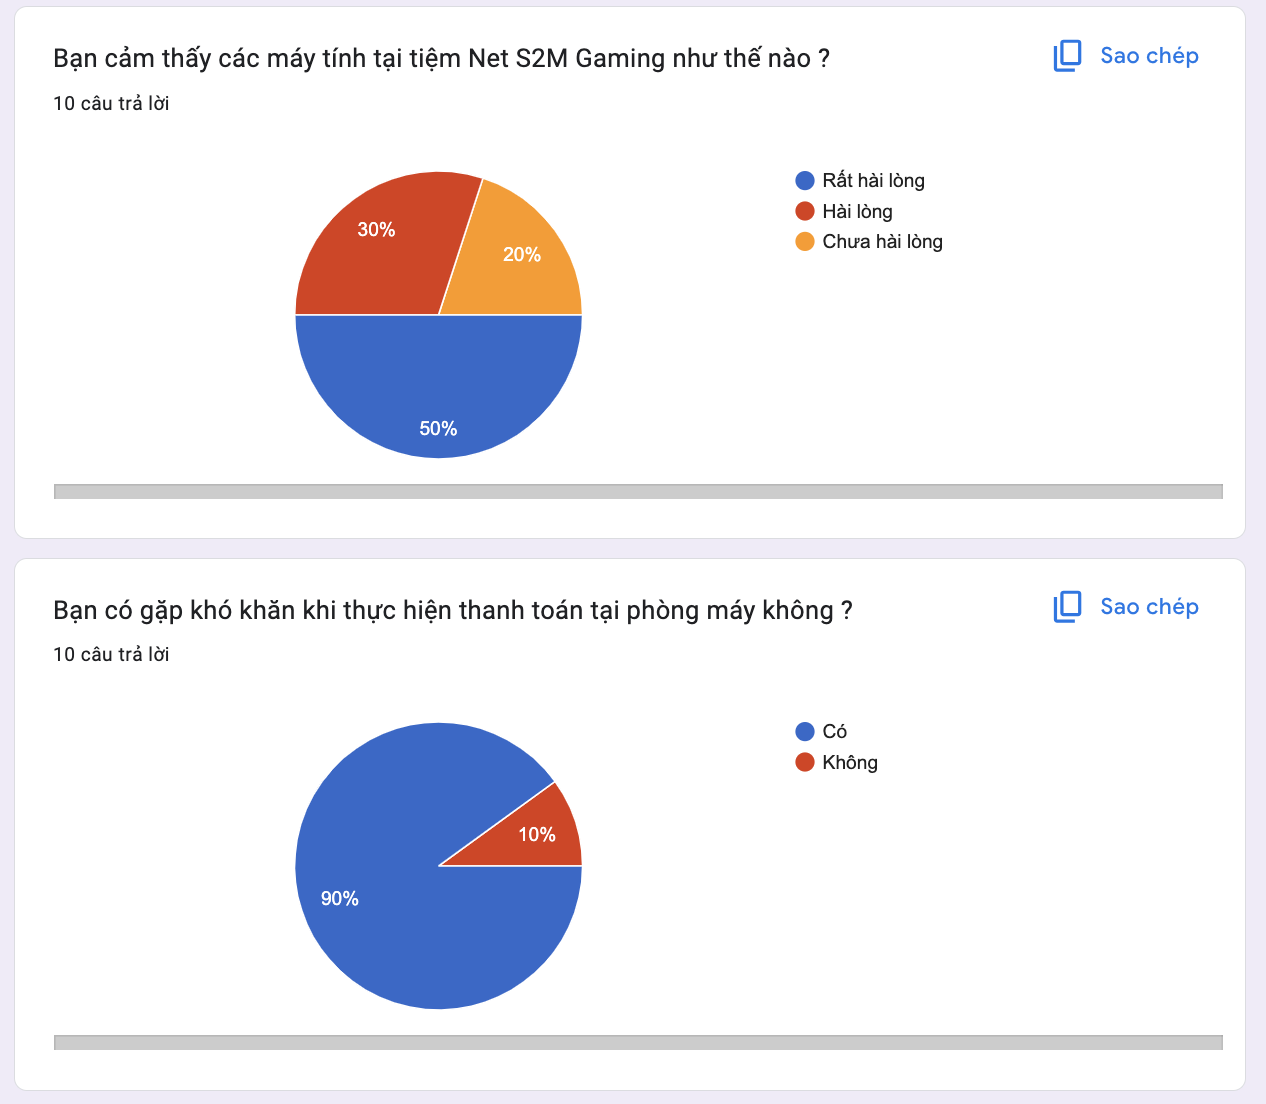 Bạn cảm thấy các máy tính tại tiệm Net S2M Gaming như thế nào ?
Sao chép
10 câu trả lời
30%
20%
50%
Rất hài lòng
Hài lòng
Chưa hài lòng
Bạn có gặp khó khăn khi thực hiện thanh toán tại phòng máy không ?
Sao chép
10 câu trả lời
10%
90%
Có
Không